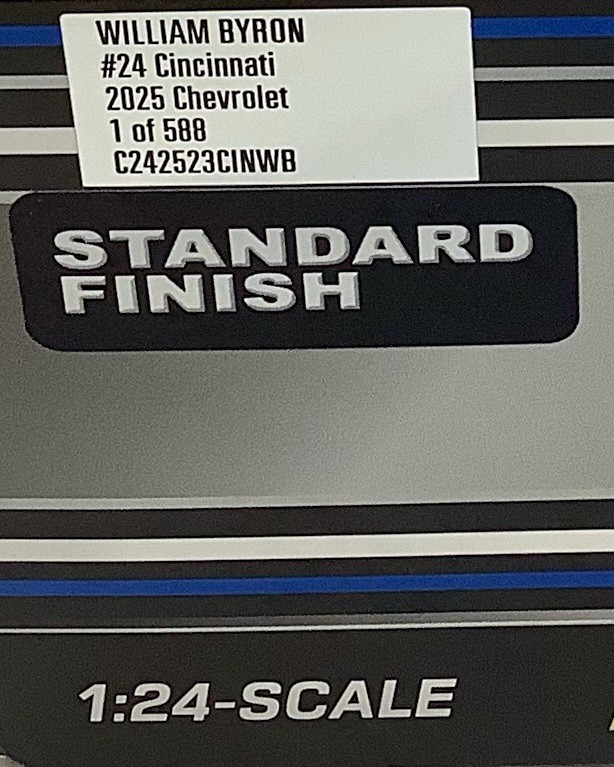 WILLIAM BYRON
#24 Cincinnati
2025 Chevrolet
1 of 588
C242523CINWB
STANDARD
FINISH
1:24-SCALE